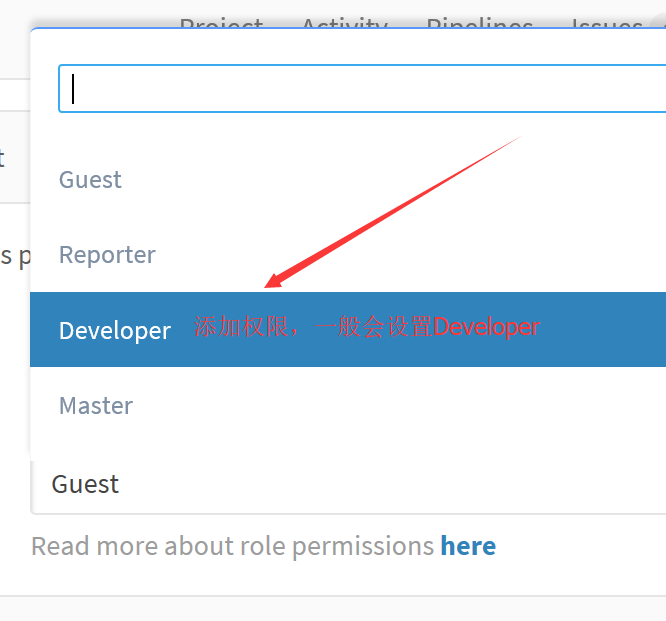 Project Activity Pipelines Issues
t
Guest
s p
Reporter
Developer 添加权限，一般会设置Developer
Master
Guest
Read more about role permissions here